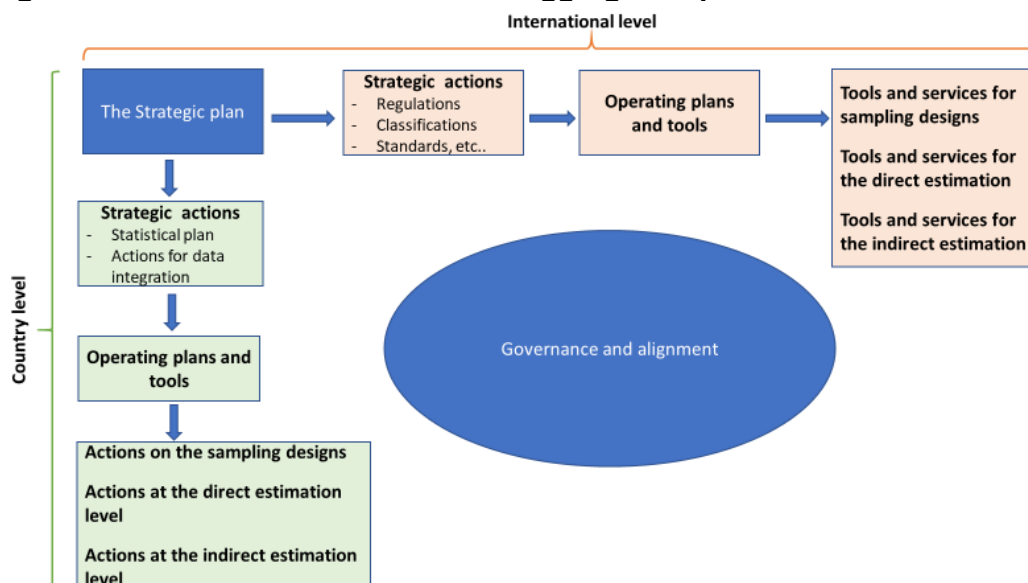 International level
The Strategic plan
Strategic actions
- Regulations
- Classifications
- Standards, etc..
Operating plans
and tools
Tools and services for
sampling designs
Tools and services for
the direct estimation
Tools and services for
the indirect estimation
Country level
Strategic actions
- Statistical plan
- Actions for data
integration
Governance and alignment
Operating plans and
tools
Actions on the sampling designs
Actions at the direct estimation
level
Actions at the indirect estimation
level